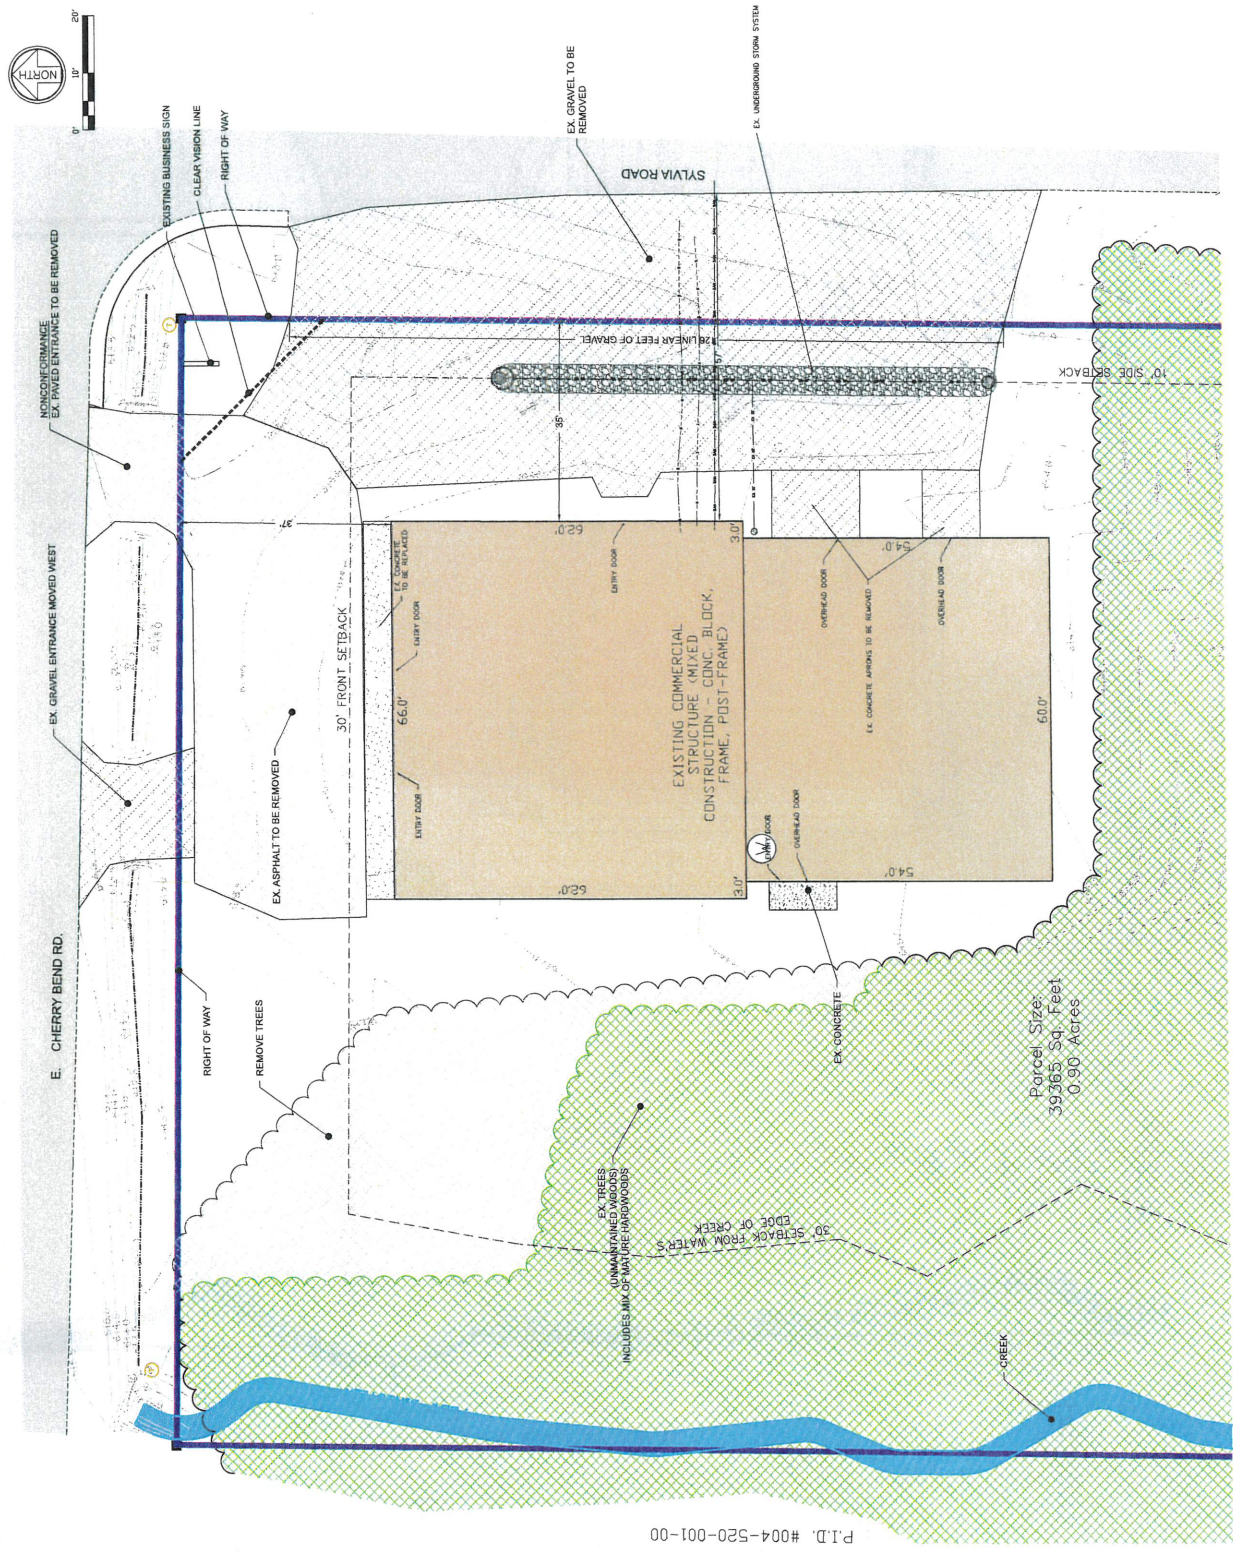 NORTH
0'
10'
20'
E. CHERRY BEND RD.
EX. GRAVEL ENTRANCE MOVED WEST
NONCONFORMANCE
EX. PAVED ENTRANCE TO BE REMOVED
EXISTING BUSINESS SIGN
CLEAR VISION LINE
RIGHT OF WAY
EX. GRAVEL TO BE
REMOVED
EX. UNDERGROUND STORM SYSTEM
SYLVIA ROAD
LINEAR FEET OF GRAVEL
57'
35'
37'
10' SIDE SETBACK
30' FRONT SETBACK
EX. ASPHALT TO BE REMOVED
EX. CONCRETE
TO BE REPLACED
ENTRY DOOR
66.0'
ENTRY DOOR
62.0'
ENTRY DOOR
3.0'
EXISTING COMMERCIAL
STRUCTURE (MIXED
CONSTRUCTION - CONC. BLOCK,
FRAME, POST-FRAME)
62.0'
3.0'
W
ENTRY DOOR
OVERHEAD DOOR
OVERHEAD DOOR
54.0'
EX. CONCRETE APRONS TO BE REMOVED
OVERHEAD DOOR
54.0'
60.0'
EX. CONCRETE
RIGHT OF WAY
REMOVE TREES
EX. TREES
(UNMAINTAINED WOODS)
INCLUDES MIX OF MATURE HARDWOODS
30' SETBACK FROM WATER'S
EDGE OF CREEK
Parcel Size:
39365 Sq. Feet
0.90 Acres
CREEK
P.I.D. #004-520-001-00